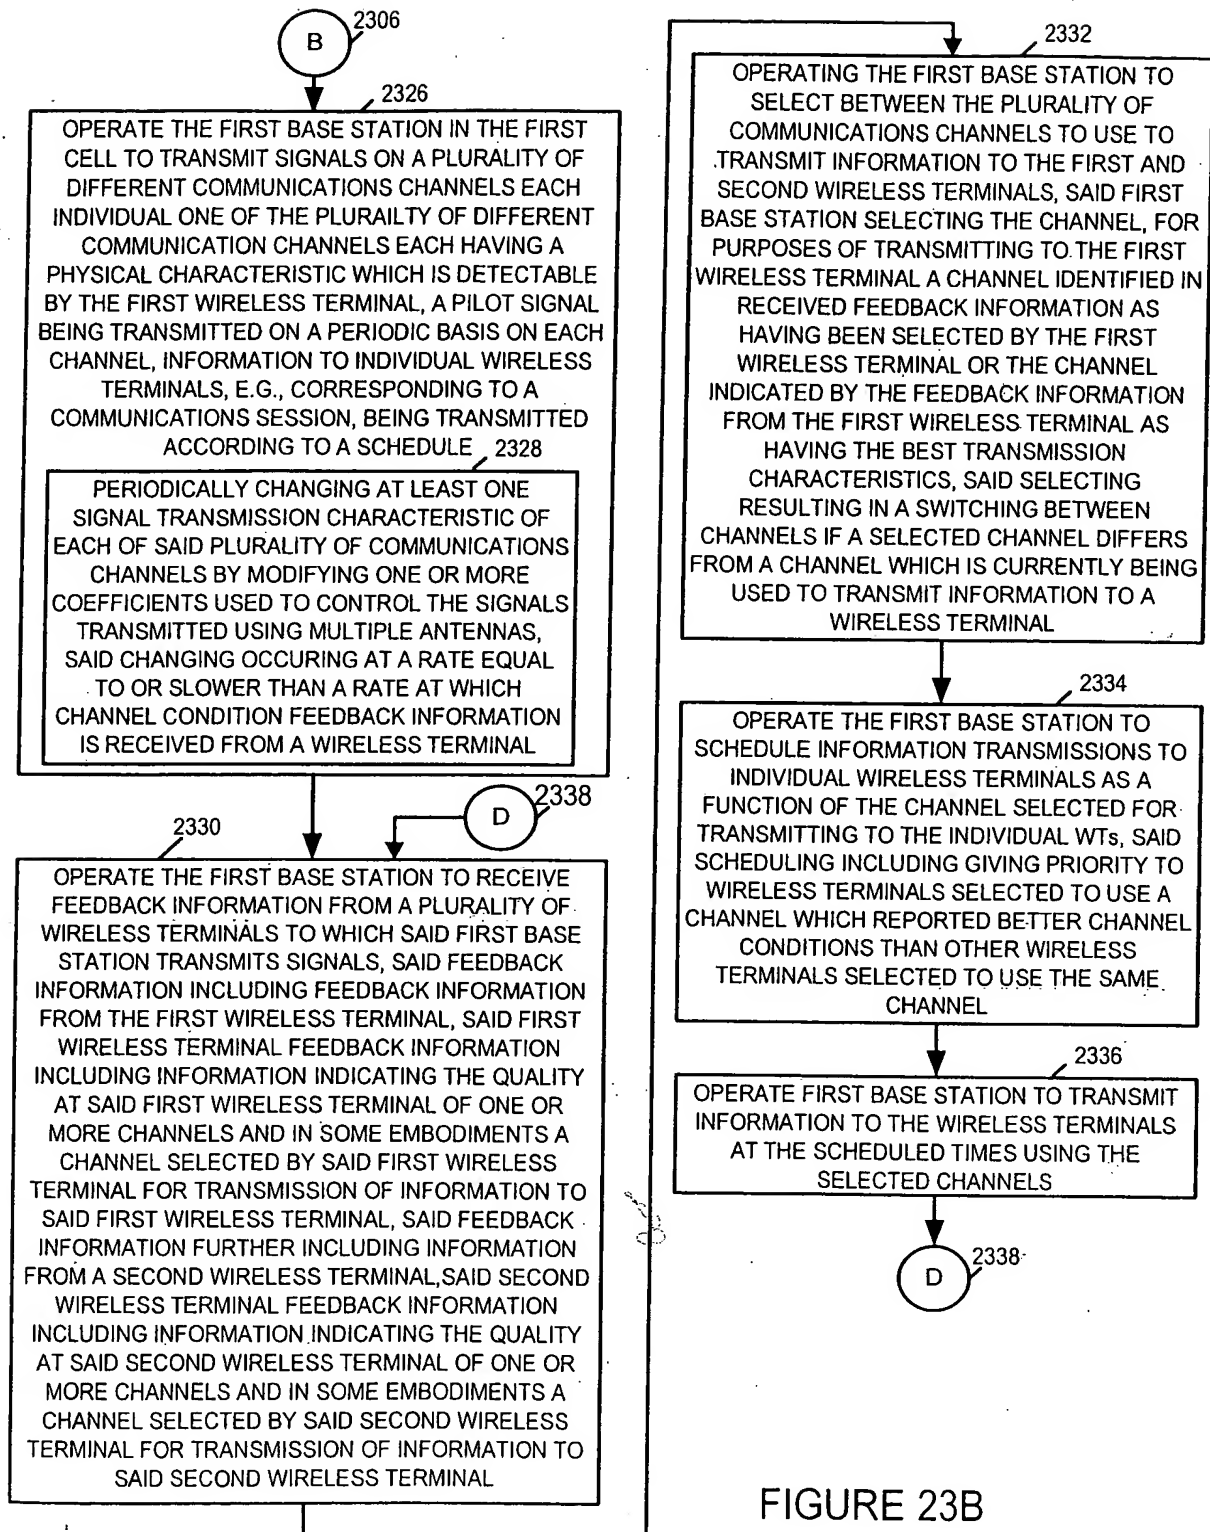 B
2306
2326
OPERATE THE FIRST BASE STATION IN THE FIRST
CELL TO TRANSMIT SIGNALS ON A PLURALITY OF
DIFFERENT COMMUNICATIONS CHANNELS EACH
INDIVIDUAL ONE OF THE PLURAILTY OF DIFFERENT
COMMUNICATION CHANNELS EACH HAVING A
PHYSICAL CHARACTERISTIC WHICH IS DETECTABLE
BY THE FIRST WIRELESS TERMINAL, A PILOT SIGNAL
BEING TRANSMITTED ON A PERIODIC BASIS ON EACH
CHANNEL, INFORMATION TO INDIVIDUAL WIRELESS
TERMINALS, E.G., CORRESPONDING TO A
COMMUNICATIONS SESSION, BEING TRANSMITTED
ACCORDING TO A SCHEDULE
2328
PERIODICALLY CHANGING AT LEAST ONE
SIGNAL TRANSMISSION CHARACTERISTIC OF
EACH OF SAID PLURALITY OF COMMUNICATIONS
CHANNELS BY MODIFYING ONE OR MORE
COEFFICIENTS USED TO CONTROL THE SIGNALS
TRANSMITTED USING MULTIPLE ANTENNAS,
SAID CHANGING OCCURING AT A RATE EQUAL
TO OR SLOWER THAN A RATE AT WHICH
CHANNEL CONDITION FEEDBACK INFORMATION
IS RECEIVED FROM A WIRELESS TERMINAL
D
2338
2330
OPERATE THE FIRST BASE STATION TO RECEIVE
FEEDBACK INFORMATION FROM A PLURALITY OF
WIRELESS TERMINALS TO WHICH SAID FIRST BASE
STATION TRANSMITS SIGNALS, SAID FEEDBACK
INFORMATION INCLUDING FEEDBACK INFORMATION
FROM THE FIRST WIRELESS TERMINAL, SAID FIRST
WIRELESS TERMINAL FEEDBACK INFORMATION
INCLUDING INFORMATION INDICATING THE QUALITY
AT SAID FIRST WIRELESS TERMINAL OF ONE OR
MORE CHANNELS AND IN SOME EMBODIMENTS A
CHANNEL SELECTED BY SAID FIRST WIRELESS
TERMINAL FOR TRANSMISSION OF INFORMATION TO
SAID FIRST WIRELESS TERMINAL, SAID FEEDBACK
INFORMATION FURTHER INCLUDING INFORMATION
FROM A SECOND WIRELESS TERMINAL,SAID SECOND
WIRELESS TERMINAL FEEDBACK INFORMATION
INCLUDING INFORMATION INDICATING THE QUALITY
AT SAID SECOND WIRELESS TERMINAL OF ONE OR
MORE CHANNELS AND IN SOME EMBODIMENTS A
CHANNEL SELECTED BY SAID SECOND WIRELESS
TERMINAL FOR TRANSMISSION OF INFORMATION TO
SAID SECOND WIRELESS TERMINAL
2332
OPERATING THE FIRST BASE STATION TO
SELECT BETWEEN THE PLURALITY OF
COMMUNICATIONS CHANNELS TO USE TO
TRANSMIT INFORMATION TO THE FIRST AND
SECOND WIRELESS TERMINALS, SAID FIRST
BASE STATION SELECTING THE CHANNEL, FOR
PURPOSES OF TRANSMITTING TO THE FIRST
WIRELESS TERMINAL A CHANNEL IDENTIFIED IN
RECEIVED FEEDBACK INFORMATION AS
HAVING BEEN SELECTED BY THE FIRST
WIRELESS TERMINAL OR THE CHANNEL
INDICATED BY THE FEEDBACK INFORMATION
FROM THE FIRST WIRELESS TERMINAL AS
HAVING THE BEST TRANSMISSION
CHARACTERISTICS, SAID SELECTING
RESULTING IN A SWITCHING BETWEEN
CHANNELS IF A SELECTED CHANNEL DIFFERS
FROM A CHANNEL WHICH IS CURRENTLY BEING
USED TO TRANSMIT INFORMATION TO A
WIRELESS TERMINAL
2334
OPERATE THE FIRST BASE STATION TO
SCHEDULE INFORMATION TRANSMISSIONS TO
INDIVIDUAL WIRELESS TERMINALS AS A
FUNCTION OF THE CHANNEL SELECTED FOR
TRANSMITTING TO THE INDIVIDUAL WTs, SAID
SCHEDULING INCLUDING GIVING PRIORITY TO
WIRELESS TERMINALS SELECTED TO USE A
CHANNEL WHICH REPORTED BETTER CHANNEL
CONDITIONS THAN OTHER WIRELESS
TERMINALS SELECTED TO USE THE SAME
CHANNEL
2336
OPERATE FIRST BASE STATION TO TRANSMIT
INFORMATION TO THE WIRELESS TERMINALS
AT THE SCHEDULED TIMES USING THE
SELECTED CHANNELS
D
2338
FIGURE 23B